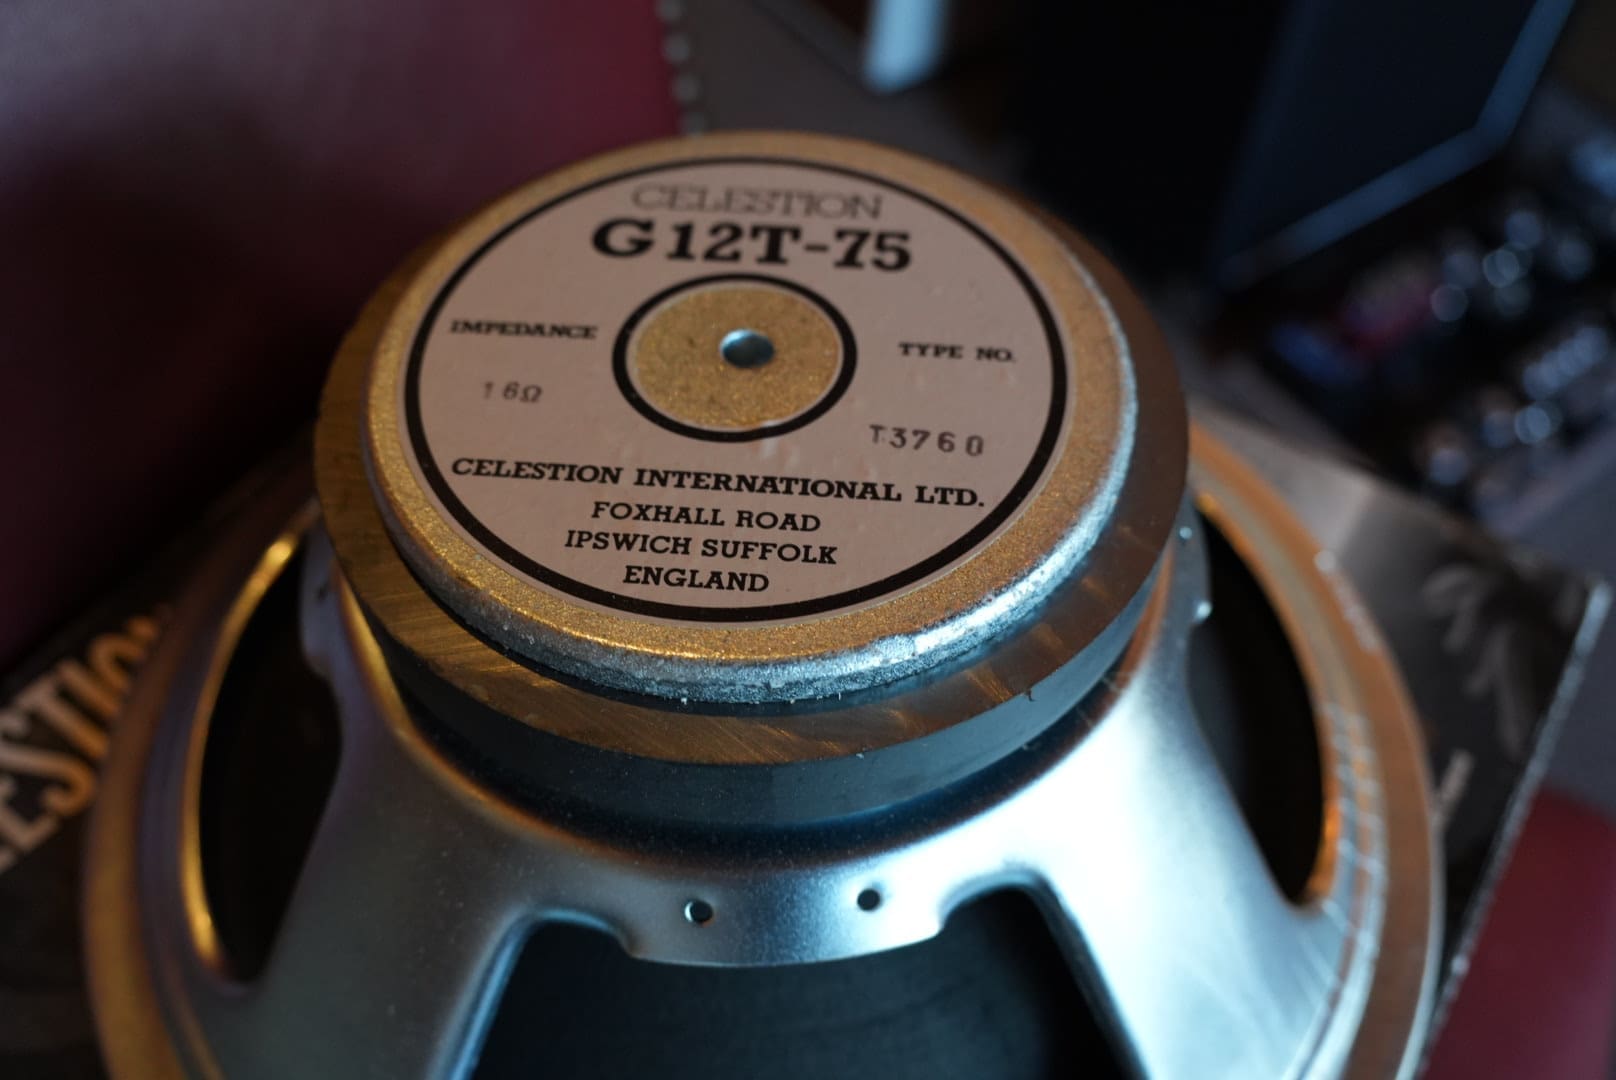 CELESTION
G12T-75
IMPEDANCE
TYPE NO.
16Ω
T3760
CELESTION INTERNATIONAL LTD.
FOXHALL ROAD
IPSWICH SUFFOLK
ENGLAND